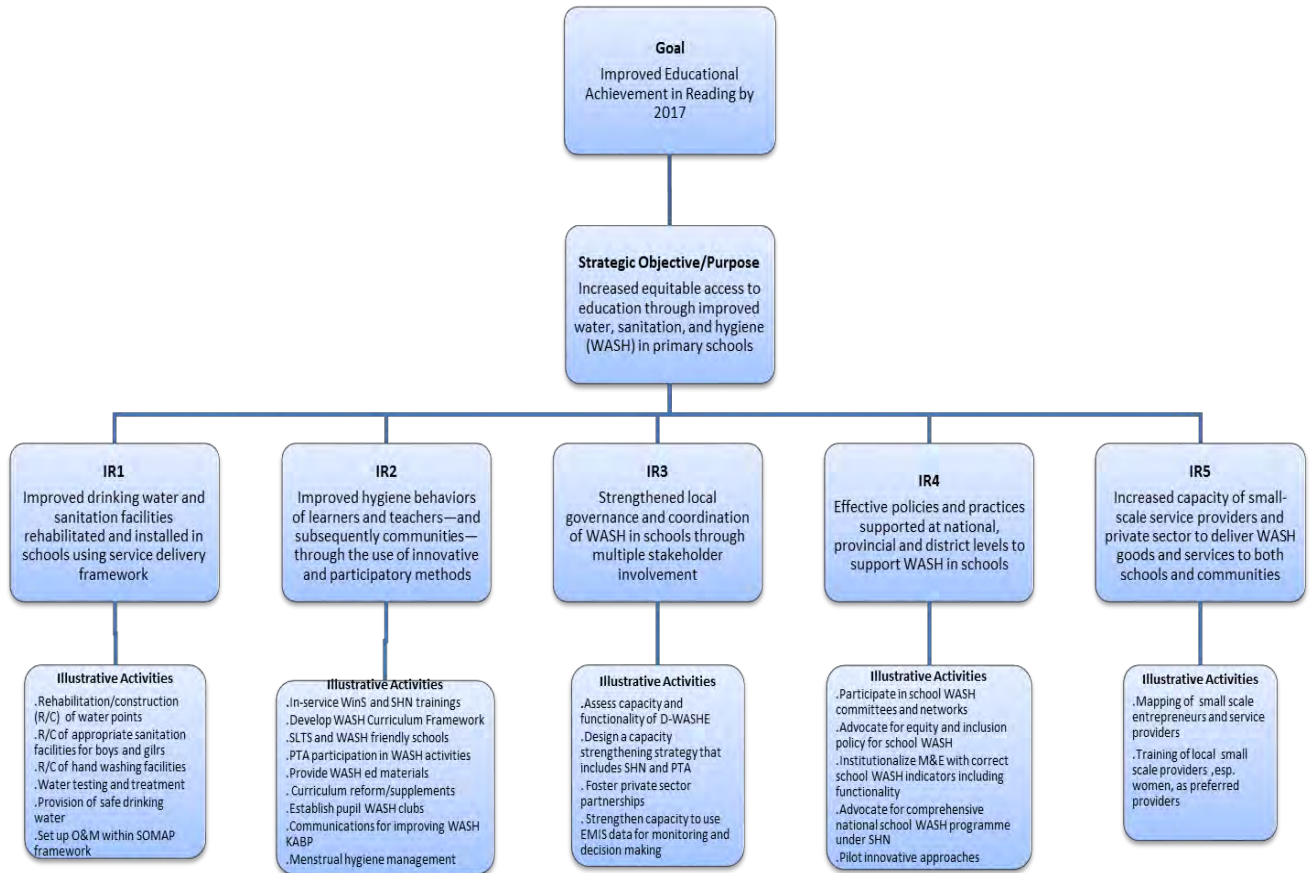 Goal
Improved Educational
Achievement in Reading by
2017
Strategic Objective/Purpose
Increased equitable access to
education through improved
water, sanitation, and hygiene
(WASH) in primary schools
IR1
Improved drinking water and
sanitation facilities
rehabilitated and installed in
schools using service delivery
framework
IR2
Improved hygiene behaviors
of learners and teachers—and
subsequently communities—
through the use of innovative
and participatory methods
IR3
Strengthened local
governance and coordination
of WASH in schools through
multiple stakeholder
involvement
IR4
Effective policies and practices
supported at national,
provincial and district levels to
support WASH in schools
IR5
Increased capacity of small-
scale service providers and
private sector to deliver WASH
goods and services to both
schools and communities
Illustrative Activities
.Rehabilitation/construction
(R/C) of water points
.R/C of appropriate sanitation
facilities for boys and gilrs
.R/C of hand washing facilities
.Water testing and treatment
.Provision of safe drinking
water
.Set up O&M within SOMAP
framework
Illustrative Activities
.In-service WinS and SHN trainings
.Develop WASH Curriculum Framework
.SLTS and WASH friendly schools
.PTA participation in WASH activities
.Provide WASH ed materials
. Curriculum reform/supplements
.Establish pupil WASH clubs
.Communications for improving WASH
KABP
.Menstrual hygiene management
Illustrative Activities
.Assess capacity and
functionality of D-WASHE
.Design a capacity
strengthening strategy that
includes SHN and PTA
. Foster private sector
partnerships
. Strengthen capacity to use
EMIS data for monitoring and
decision making
Illustrative Activities
.Participate in school WASH
committees and networks
.Advocate for equity and inclusion
policy for school WASH
.Institutionalize M&E with correct
school WASH indicators including
functionality
.Advocate for comprehensive
national school WASH programme
under SHN
.Pilot innovative approaches
Illustrative Activities
.Mapping of small scale
entrepreneurs and service
providers
.Training of local small
scale providers ,esp.
women, as preferred
providers